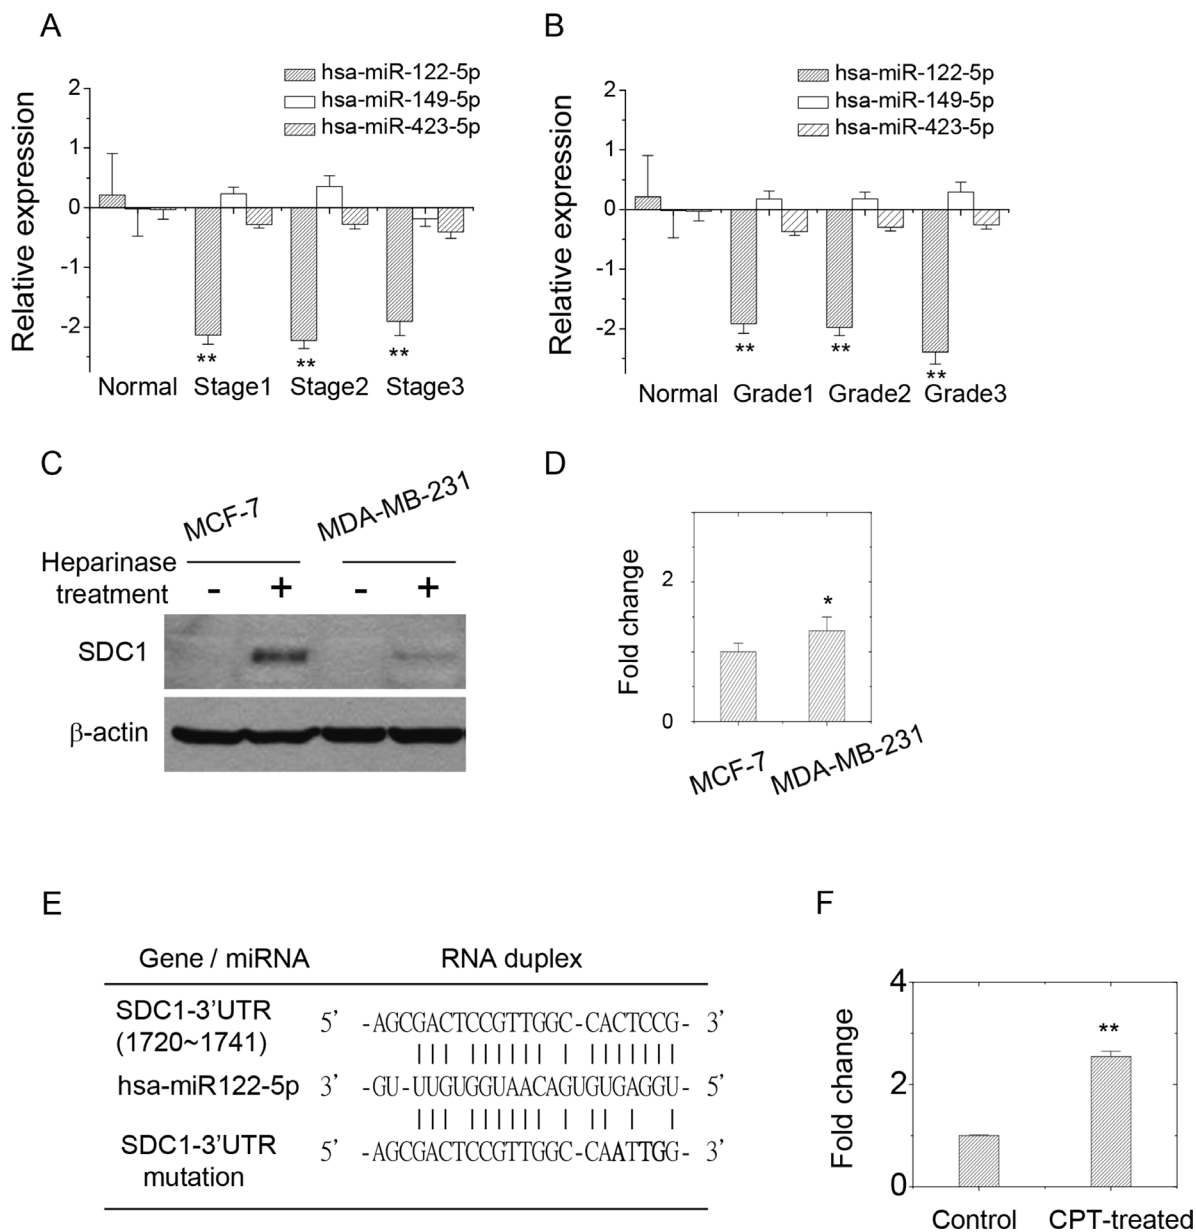 A
hsa-miR-122-5p
hsa-miR-149-5p
hsa-miR-423-5p
Relative expression
2
1
0
-1
-2
**
**
**
Normal Stage1 Stage2 Stage3
B
hsa-miR-122-5p
hsa-miR-149-5p
hsa-miR-423-5p
Relative expression
2
1
0
-1
-2
**
**
**
Normal Grade1 Grade2 Grade3
C
MCF-7 MDA-MB-231
Heparinase
treatment - + - +
SDC1
β-actin
D
Fold change
2
0
*
MCF-7 MDA-MB-231
E
Gene / miRNA RNA duplex
SDC1-3'UTR 5' -AGCGACTCCGTTGGC-CACTCCG- 3'
(1720~1741)
hsa-miR122-5p 3' -GU-UUGUGGUAACAGUGUGAGGU 5'
SDC1-3'UTR 5' -AGCGACTCCGTTGGC-CAATTGG- 3'
mutation
F
Fold change
4
2
0
**
Control CPT-treated